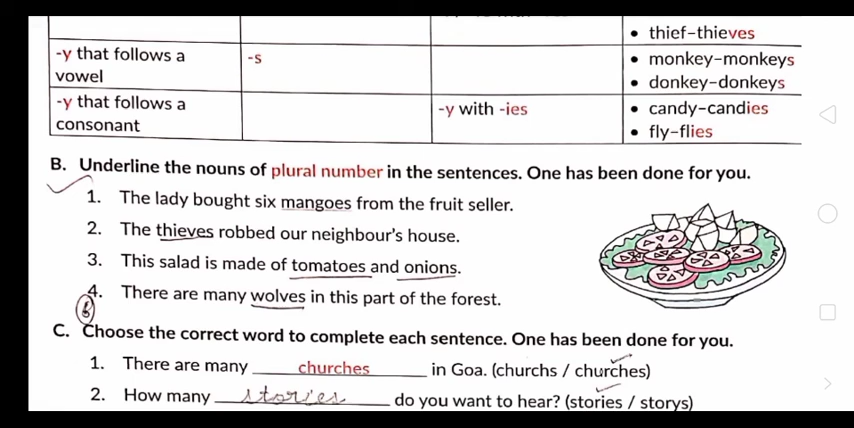 thief-thieves
-y that follows a vowel -s monkey-monkeys
donkey-donkeys
-y that follows a consonant -y with -ies candy-candies
fly-flies
B. Underline the nouns of plural number in the sentences. One has been done for you.
1. The lady bought six mangoes from the fruit seller.
2. The thieves robbed our neighbour's house.
3. This salad is made of tomatoes and onions.
4. There are many wolves in this part of the forest.
C. Choose the correct word to complete each sentence. One has been done for you.
1. There are many churches in Goa. (churchs / churches)
2. How many stories do you want to hear? (stories / storys)